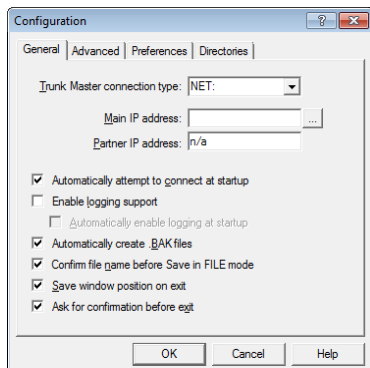 Configuration
General Advanced Preferences Directories
Trunk Master connection type: NET:
Main IP address: ...
Partner IP address: n/a
Automatically attempt to connect at startup
Enable logging support
Automatically enable logging at startup
Automatically create .BAK files
Confirm file name before Save in FILE mode
Save window position on exit
Ask for confirmation before exit
OK Cancel Help